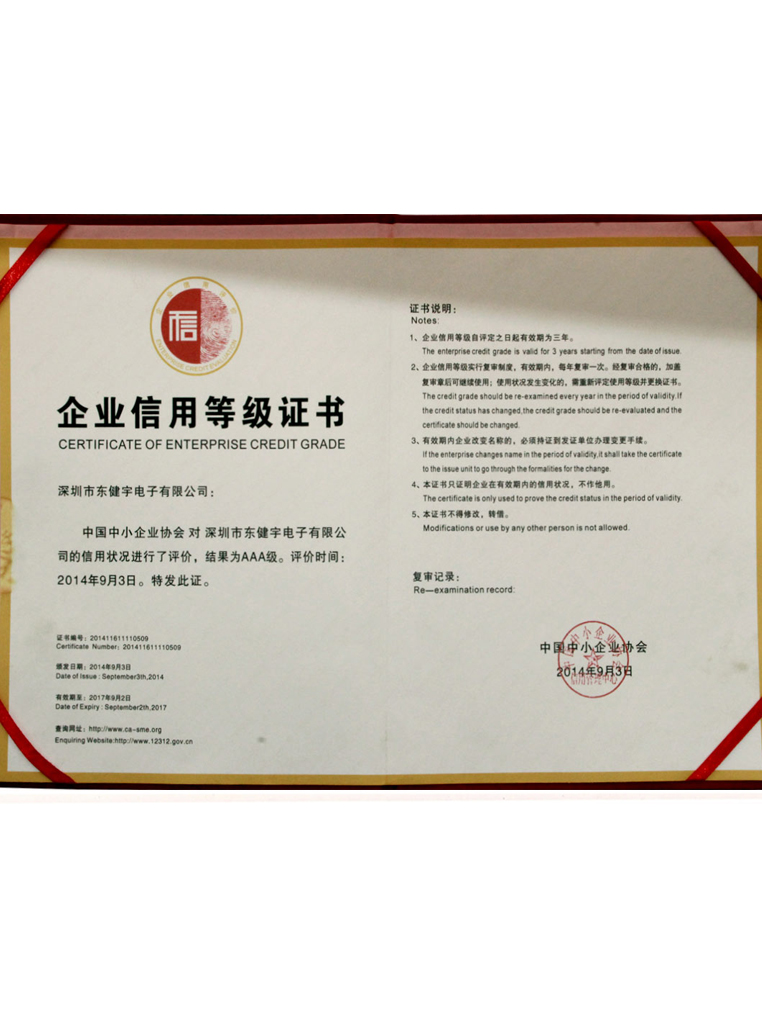 信
ENTERPRISE CREDIT EVALUATION
企业信用等级证书
CERTIFICATE OF ENTERPRISE CREDIT GRADE
深圳市东健宇电子有限公司：
中国中小企业协会 对 深圳市东健宇电子有限公
司的信用状况进行了评价，结果为AAA级。评价时间：
2014年9月3日。特发此证。
证书编号：201411611110509
Certificate Number：201411611110509
颁发日期：2014年9月3日
Date of Issue：September3th,2014
有效期至：2017年9月2日
Date of Expiry：September2th,2017
查询网址：http://www.ca-sme.org
Enquiring Website:http://www.12312.gov.cn
证书说明：
Notes:
1、企业信用等级自评定之日起有效期为三年。
The enterprise credit grade is valid for 3 years starting from the date of issue.
2、企业信用等级实行复审制度，有效期内，每年复审一次。经复审合格的，加盖
复审章后可继续使用；使用状况发生变化的，需重新评定使用等级并更换证书。
The credit grade should be re-examined every year in the period of validity.If
the credit status has changed,the credit grade should be re-evaluated and the
certificate should be changed.
3、有效期内企业改变名称的，必须持证到发证单位办理变更手续。
If the enterprise changes name in the period of validity,it shall take the certificate
to the issue unit to go through the formalities for the change.
4、本证书只证明企业在有效期内的信用状况，不作他用。
The certificate is only used to prove the credit status in the period of validity.
5、本证书不得修改，转借。
Modifications or use by any other person is not allowed.
复审记录：
Re—examination record:
中国中小企业协会
2014年9月3日
信用管理中心